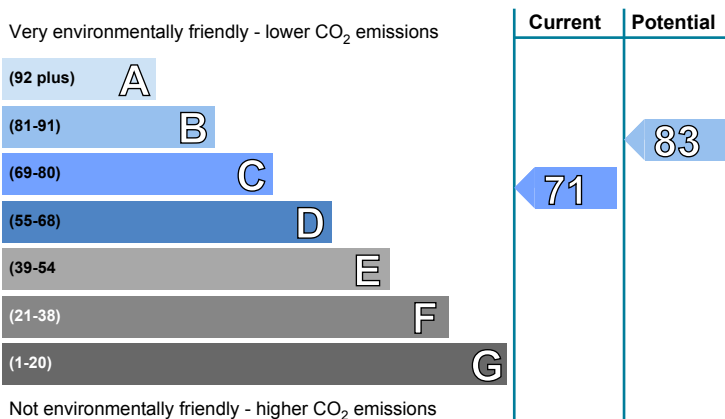 Current Potential
Very environmentally friendly - lower CO2 emissions
(92 plus) A
(81-91) B
83
(69-80) C
71
(55-68) D
(39-54 E
(21-38) F
(1-20) G
Not environmentally friendly - higher CO2 emissions